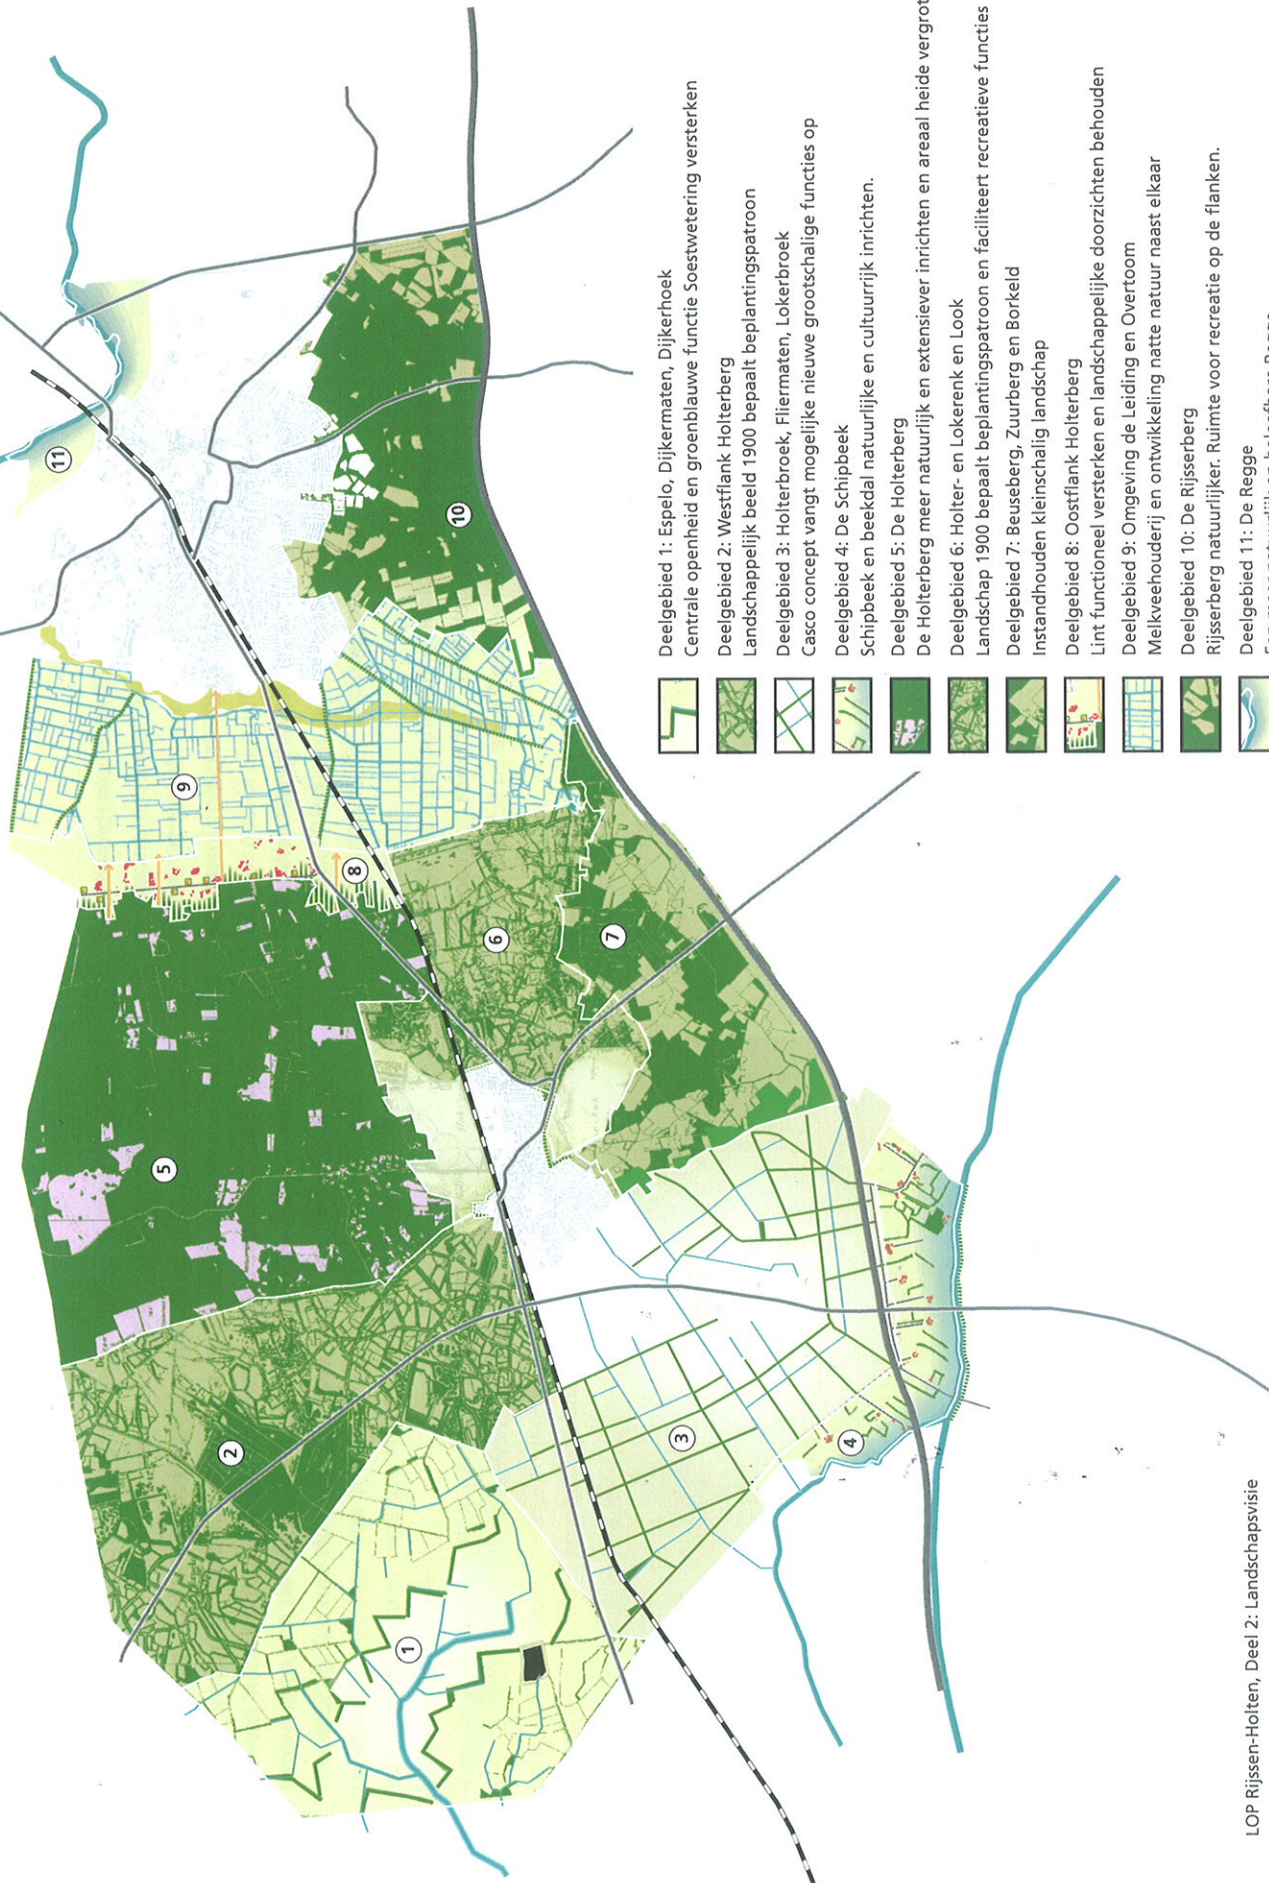 11
10
9
8
7
6
5
4
3
2
1
Deelgebied 1: Espelo, Dijkermaten, Dijkerhoek
Centrale openheid en groenblauwe functie Soestwetering versterken
Deelgebied 2: Westflank Holterberg
Landschappelijk beeld 1900 bepaalt beplantingspatroon
Deelgebied 3: Holterbroek, Fliermaten, Lokerbroek
Casco concept vangt mogelijke nieuwe grootschalige functies op
Deelgebied 4: De Schipbeek
Schipbeek en beekdal natuurlijke en cultuurrijk inrichten.
Deelgebied 5: De Holterberg
De Holterberg meer natuurlijk en extensiever inrichten en areaal heide vergrot
Deelgebied 6: Holter- en Lokerenk en Look
Landschap 1900 bepaalt beplantingspatroon en faciliteert recreatieve functies
Deelgebied 7: Beuseberg, Zuurberg en Borkeld
Instandhouden kleinschalig landschap
Deelgebied 8: Oostflank Holterberg
Lint functioneel versterken en landschappelijke doorzichten behouden
Deelgebied 9: Omgeving de Leiding en Overtoom
Melkveehouderij en ontwikkeling natte natuur naast elkaar
Deelgebied 10: De Rijsserberg
Rijsserberg natuurlijker. Ruimte voor recreatie op de flanken.
Deelgebied 11: De Regge
LOP Rijssen-Holten, Deel 2: Landschapsvisie